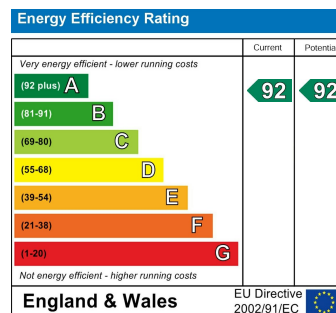 Energy Efficiency Rating
Current Potentia
Very energy efficient - lower running costs
(92 plus) A
92 92
(81-91) B
(69-80) C
(55-68) D
(39-54) E
(21-38) F
(1-20) G
Not energy efficient - higher running costs
England & Wales
EU Directive
2002/91/EC